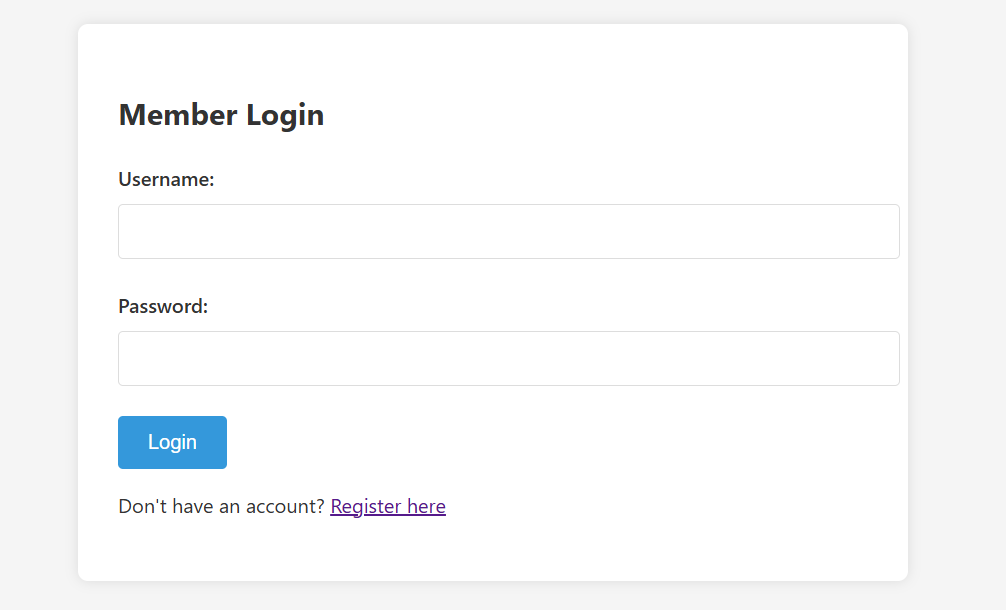 Member Login
Username:
Password:
Login
Don't have an account? Register here